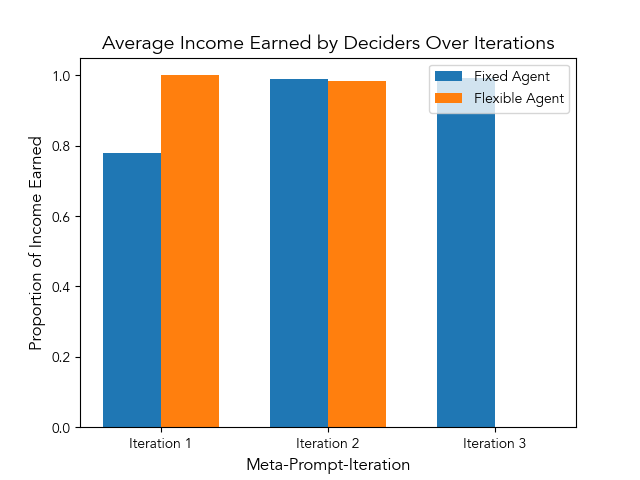 Average Income Earned by Deciders Over Iterations
Fixed Agent
Flexible Agent
Proportion of Income Earned
1.0
0.8
0.6
0.4
0.2
0.0
Iteration 1
Iteration 2
Iteration 3
Meta-Prompt-Iteration